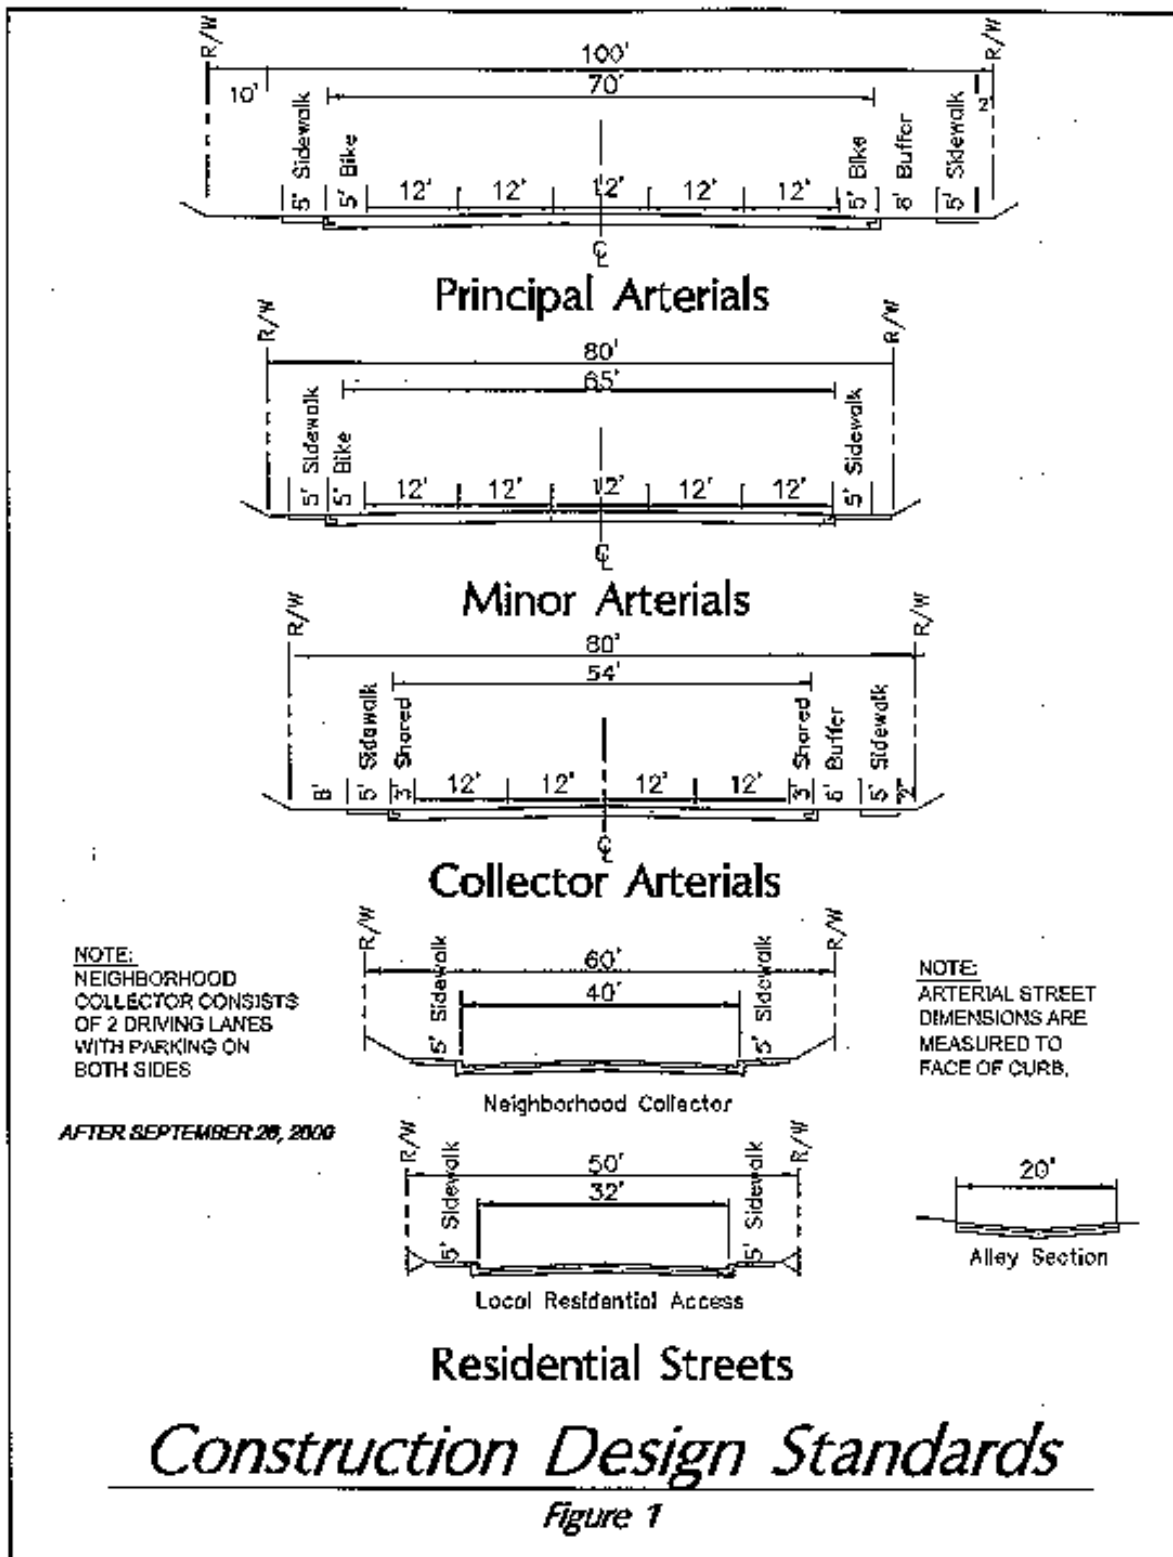 R/W R/W
100'
70'
10' 2'
5' Sidewalk 5' Bike 12' 12' 12' 12' 12' 5' Bike Buffer 5' Sidewalk
℄
Principal Arterials
R/W R/W
80'
65'
5' Sidewalk 5' Bike 12' 12' 12' 12' 12' 5' Sidewalk
℄
Minor Arterials
R/W R/W
80'
54'
8' 5' Sidewalk 3' Shared 12' 12' 12' 12' 3' Shared 6' Buffer 5' Sidewalk 2'
℄
Collector Arterials
R/W R/W
60'
40'
5' Sidewalk 5' Sidewalk
Neighborhood Collector
NOTE:
NEIGHBORHOOD
COLLECTOR CONSISTS
OF 2 DRIVING LANES
WITH PARKING ON
BOTH SIDES
NOTE:
ARTERIAL STREET
DIMENSIONS ARE
MEASURED TO
FACE OF CURB.
AFTER SEPTEMBER 26, 2000
R/W R/W
50'
32'
5' Sidewalk 5' Sidewalk
Local Residential Access
20'
Alley Section
Residential Streets
Construction Design Standards
Figure 1